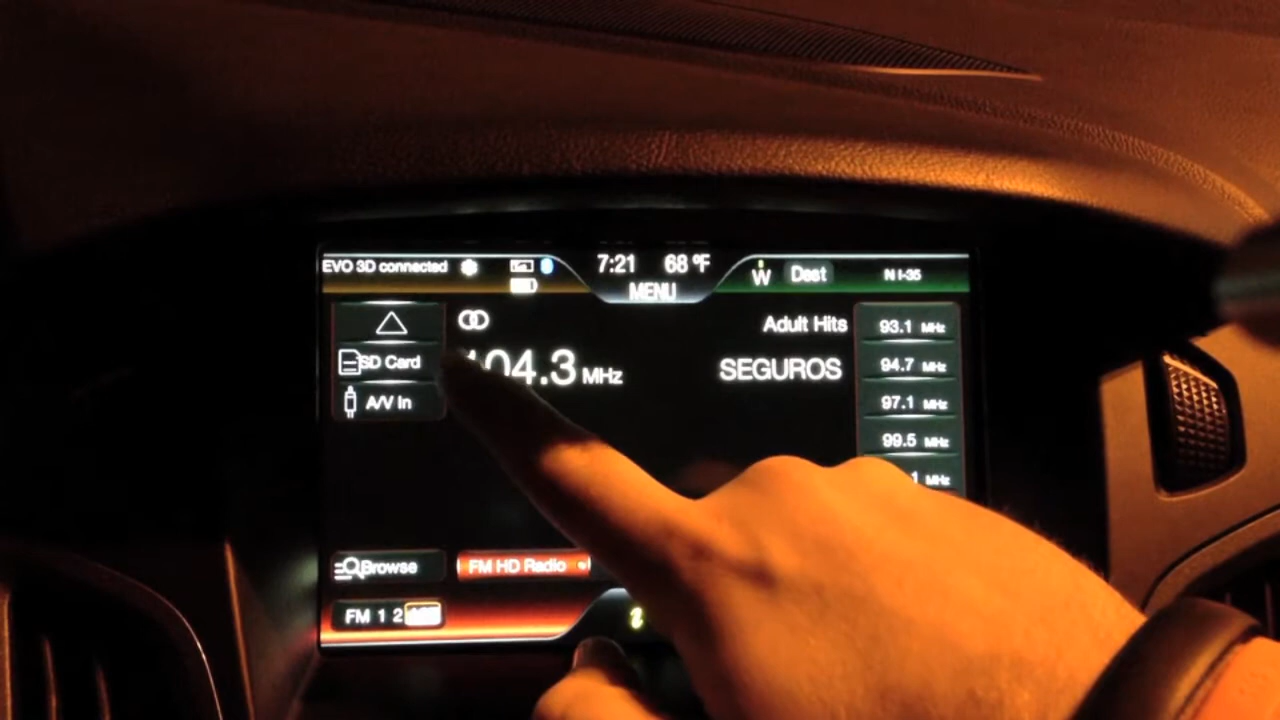 EVO 3D connected
7:21 68 °F
W Dest
N I-35
MENU
Adult Hits
93.1 MHz
SD Card
104.3 MHz
SEGUROS
94.7 MHz
A/V In
97.1 MHz
99.5 MHz
MHz
Browse
FM HD Radio
FM 1 2
i